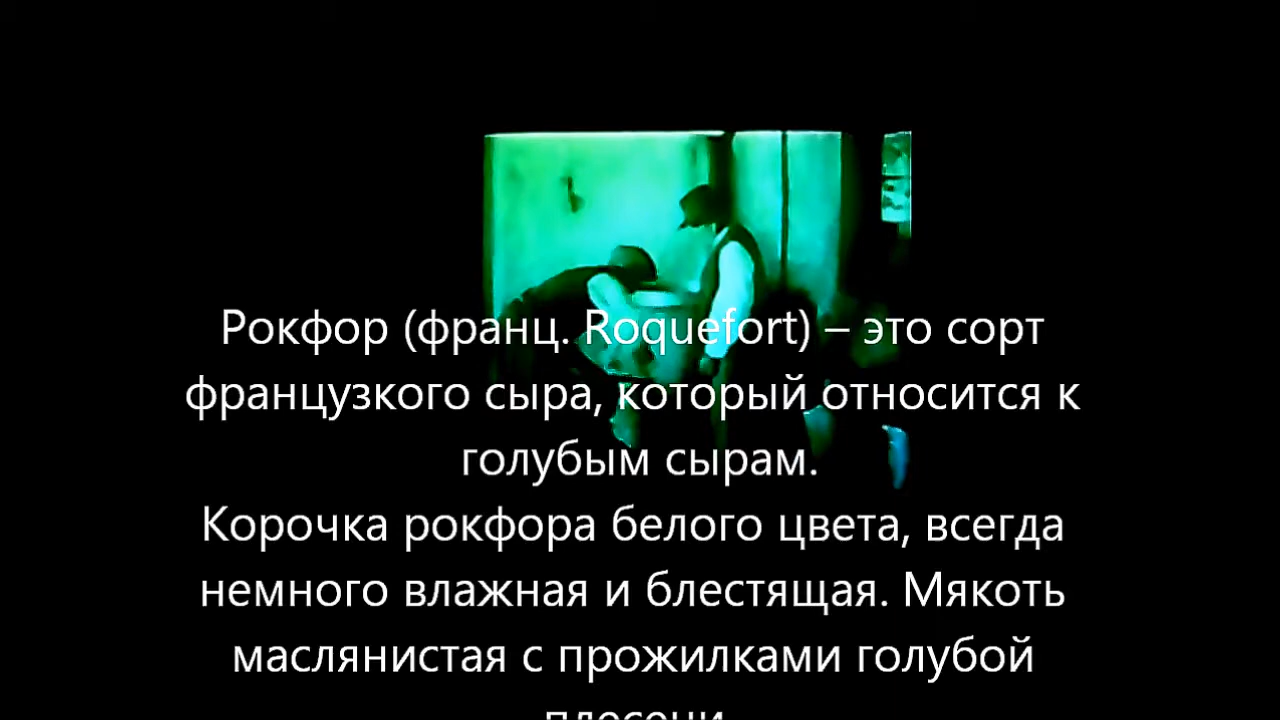 Рокфор (франц. Roquefort) – это сорт
французкого сыра, который относится к
голубым сырам.
Корочка рокфора белого цвета, всегда
немного влажная и блестящая. Мякоть
маслянистая с прожилками голубой
плесени.